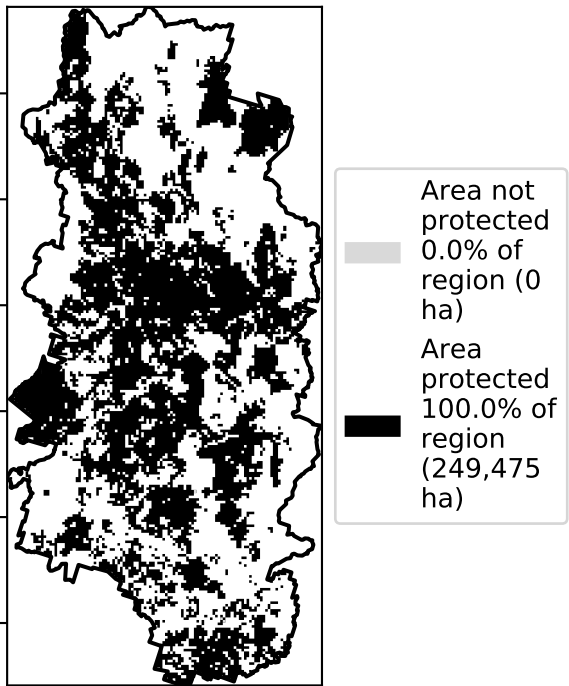 Area not
protected
0.0% of
region (0
ha)
Area
protected
100.0% of
region
(249,475
ha)